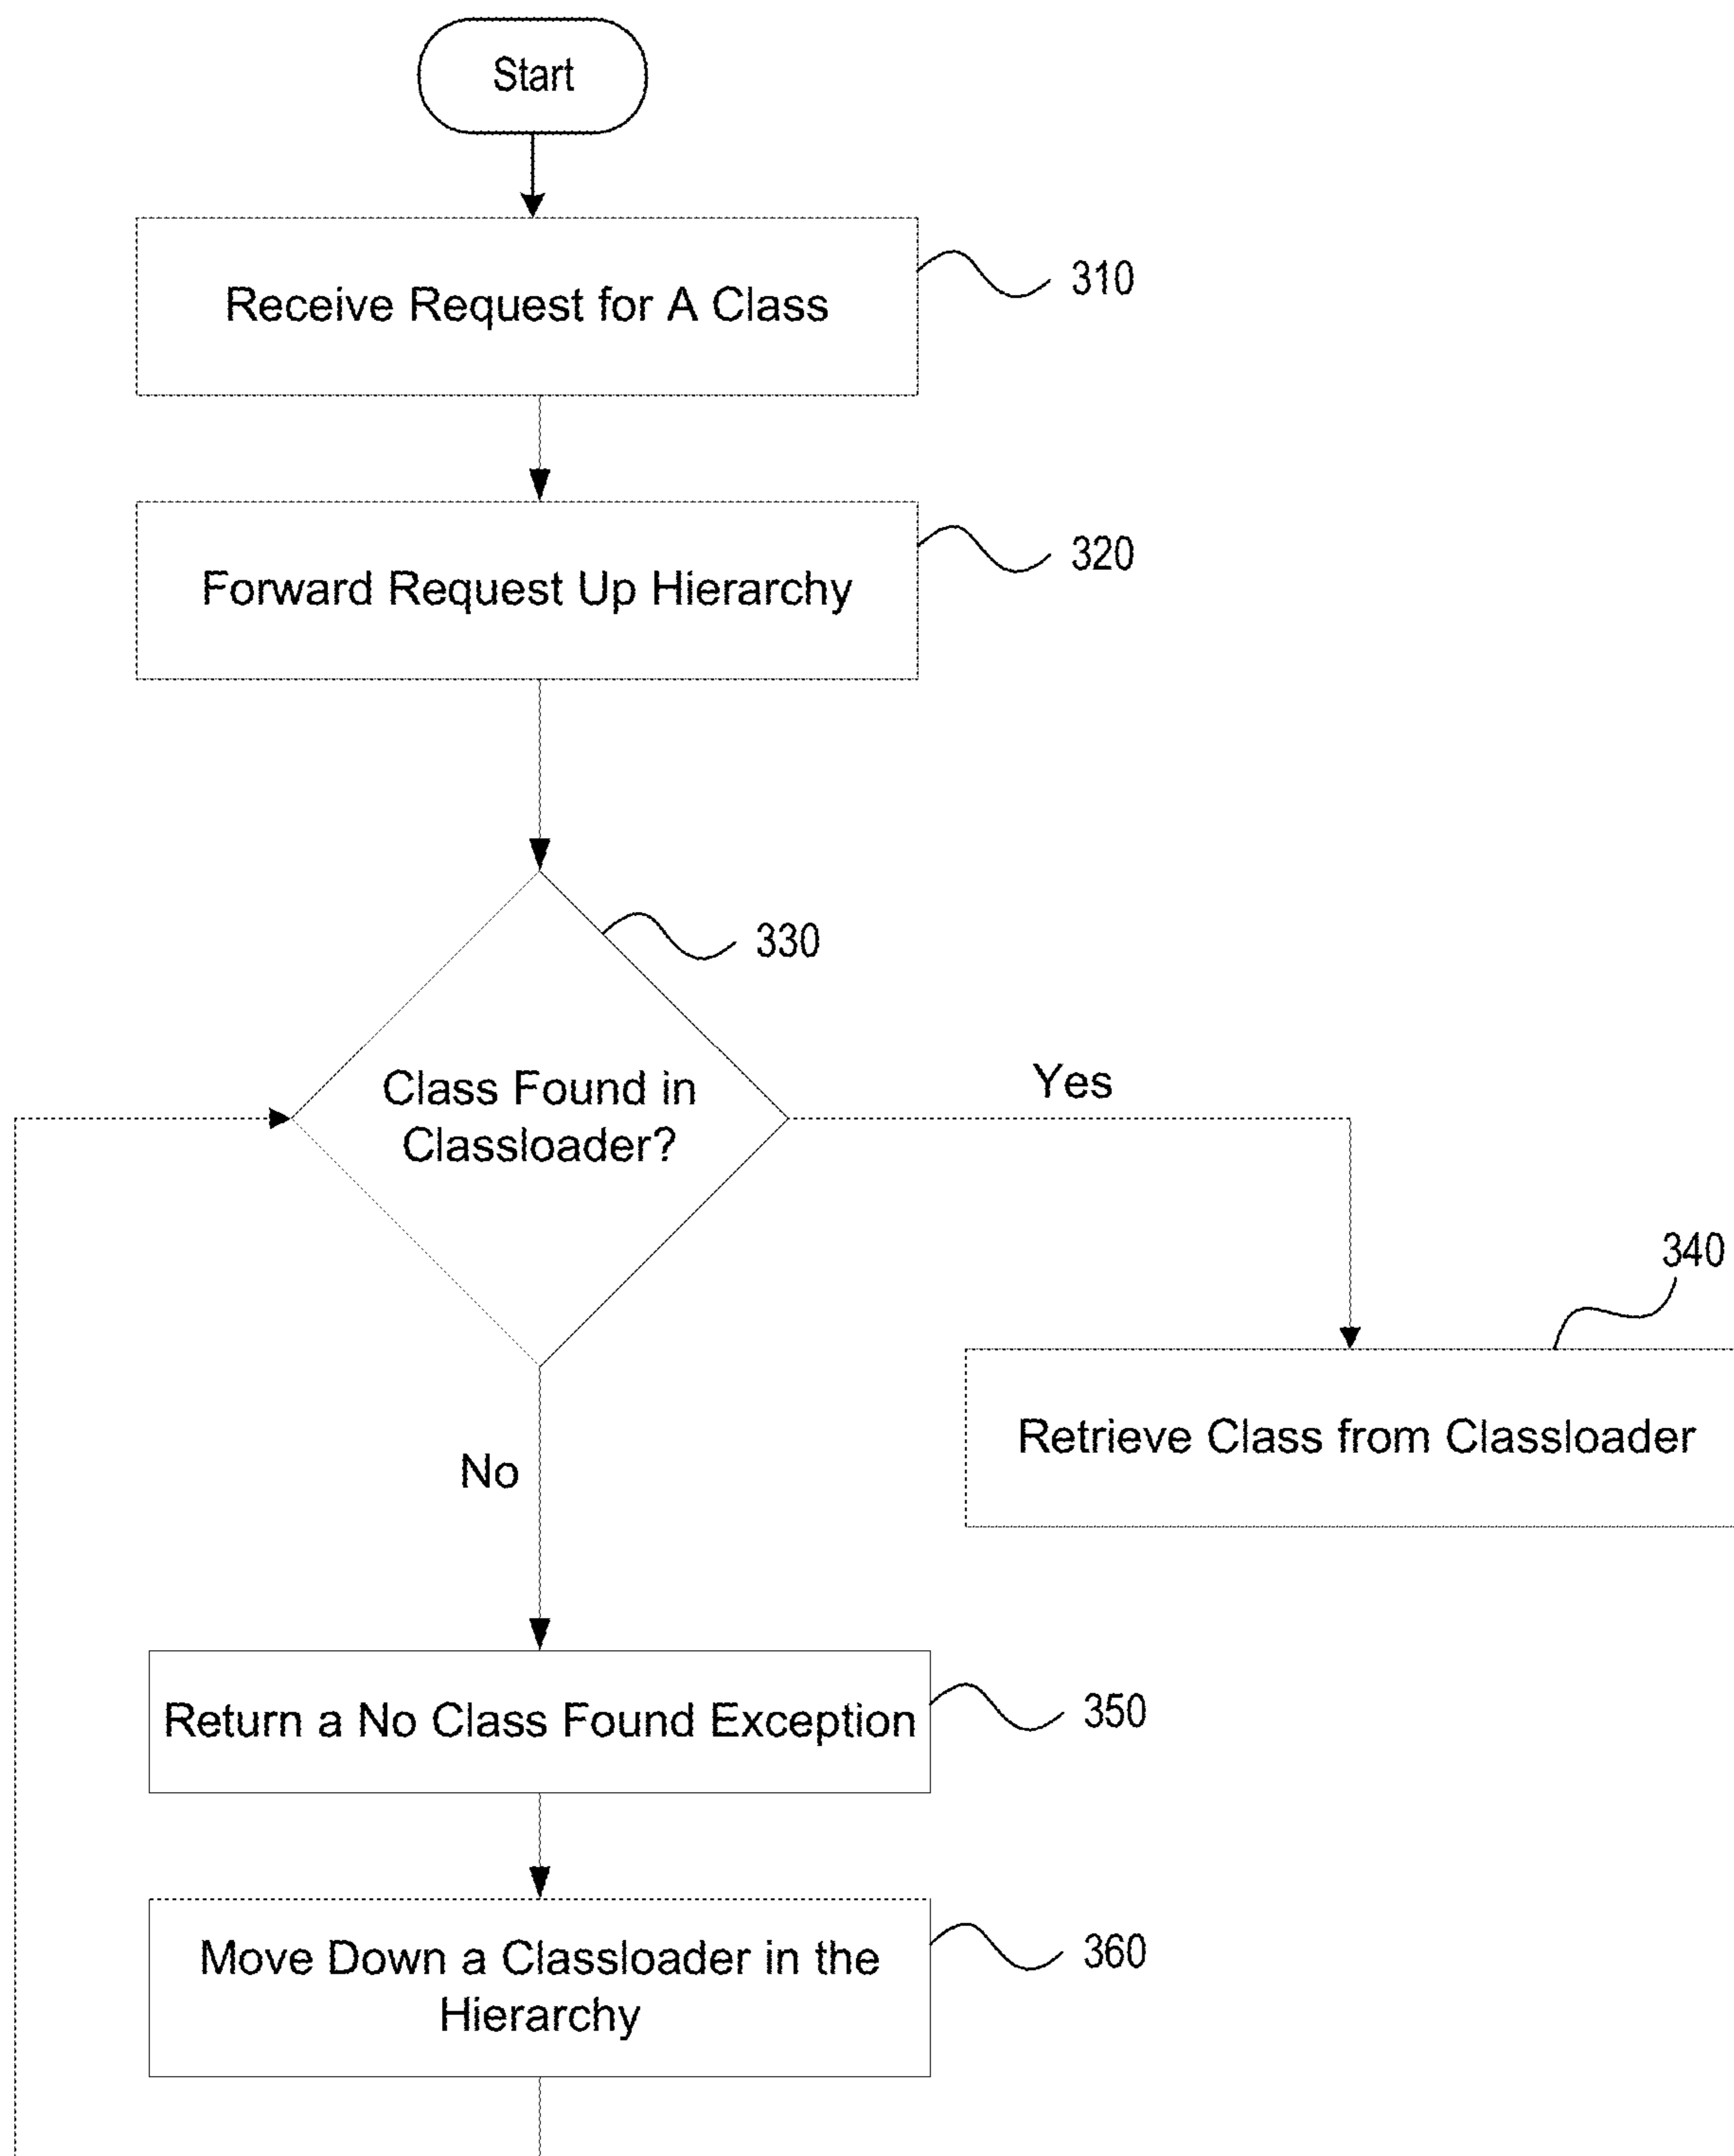 Start
Receive Request for A Class
310
Forward Request Up Hierarchy
320
330
Class Found in
Classloader?
Yes
340
Retrieve Class from Classloader
No
Return a No Class Found Exception
350
Move Down a Classloader in the
Hierarchy
360